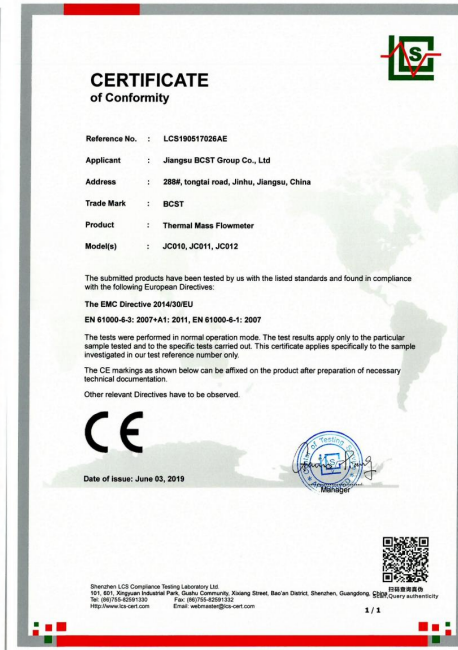 LCS
CERTIFICATE
of Conformity
Reference No. : LCS190517026AE
Applicant : Jiangsu BCST Group Co., Ltd
Address : 288#, tongtai road, Jinhu, Jiangsu, China
Trade Mark : BCST
Product : Thermal Mass Flowmeter
Model(s) : JC010, JC011, JC012
The submitted products have been tested by us with the listed standards and found in compliance
with the following European Directives:
The EMC Directive 2014/30/EU
EN 61000-6-3: 2007+A1: 2011, EN 61000-6-1: 2007
The tests were performed in normal operation mode. The test results apply only to the particular
sample tested and to the specific tests carried out. This certificate applies specifically to the sample
investigated in our test reference number only.
The CE markings as shown below can be affixed on the product after preparation of necessary
technical documentation.
Other relevant Directives have to be observed.
CE
Testing
Manager
Date of issue: June 03, 2019
Shenzhen LCS Compliance Testing Laboratory Ltd.
101, 601, Xingyuan Industrial Park, Gushu Community, Xixiang Street, Bao'an District, Shenzhen, Guangdong, China
Tel: (86)755-82591330 Fax: (86)755-82591332
Http://www.lcs-cert.com Email: webmaster@lcs-cert.com
扫码查询真伪
Scan,Query authenticity
1 / 1